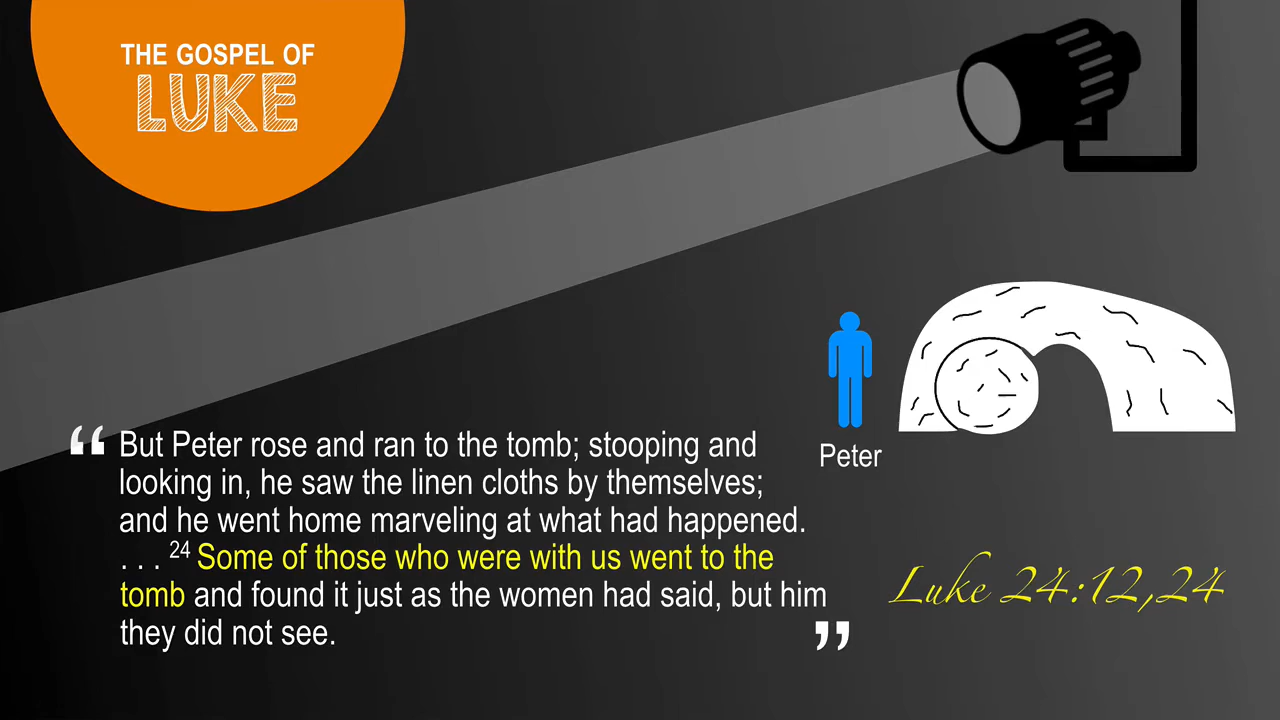 THE GOSPEL OF
LUKE
“But Peter rose and ran to the tomb; stooping and
looking in, he saw the linen cloths by themselves;
and he went home marveling at what had happened.
. . . 24 Some of those who were with us went to the
tomb and found it just as the women had said, but him
they did not see.”
Peter
Luke 24:12,24